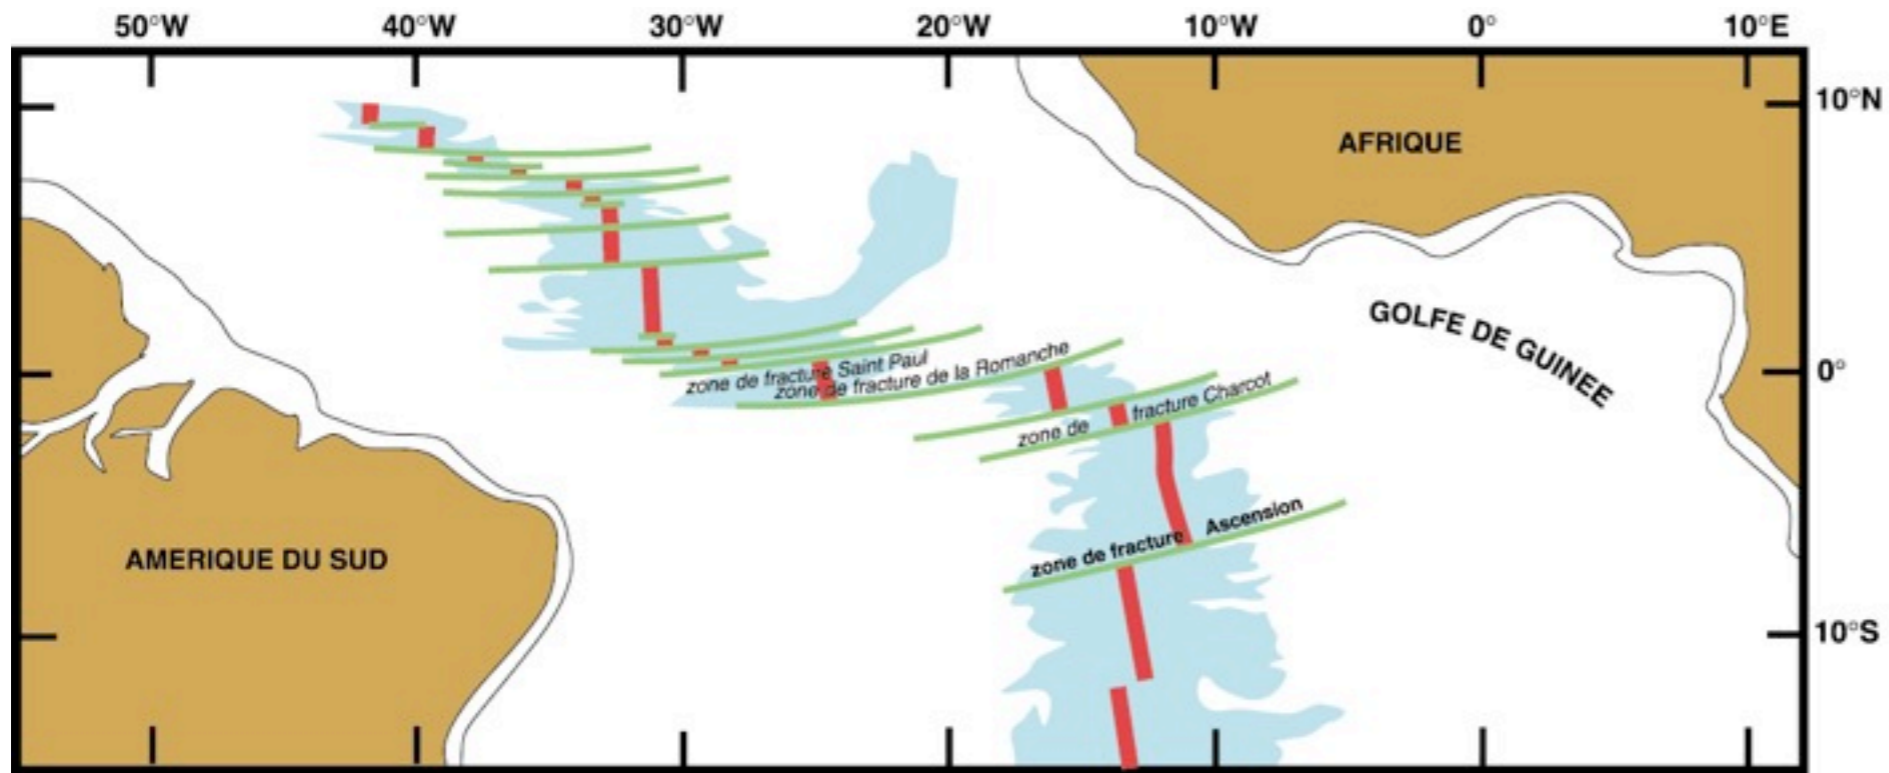 50°W 40°W 30°W 20°W 10°W 0° 10°E
10°N
AFRIQUE
GOLFE DE GUINEE
zone de fracture Saint Paul
zone de fracture de la Romanche
0°
zone de fracture Charcot
zone de fracture Ascension
AMERIQUE DU SUD
10°S